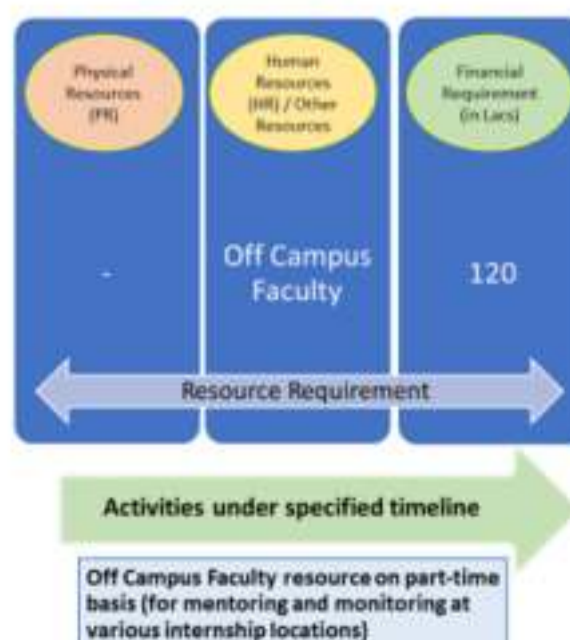 Physical
Resources
(PR)
Human
Resources
(HR) / Other
Resources
Financial
Requirement
(in Lacs)
-
Off Campus
Faculty
120
Resource Requirement
Activities under specified timeline
Off Campus Faculty resource on part-time
basis (for mentoring and monitoring at
various internship locations)